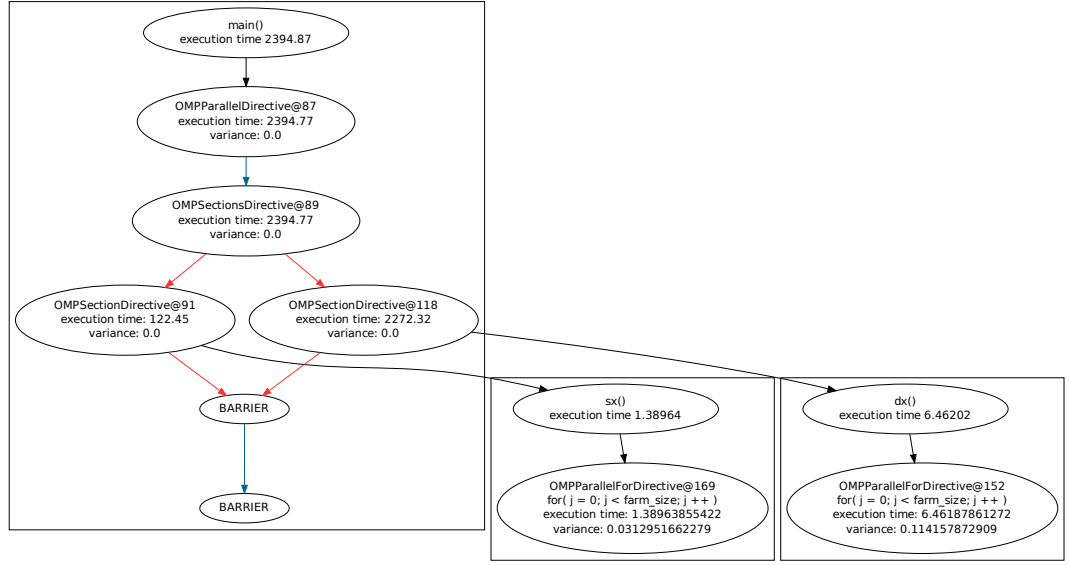 main()
execution time 2394.87
OMPParallelDirective@87
execution time: 2394.77
variance: 0.0
OMPSectionsDirective@89
execution time: 2394.77
variance: 0.0
OMPSectionDirective@91
execution time: 122.45
variance: 0.0
OMPSectionDirective@118
execution time: 2272.32
variance: 0.0
BARRIER
BARRIER
sx()
execution time 1.38964
OMPParallelForDirective@169
for( j = 0; j < farm_size; j ++ )
execution time: 1.38963855422
variance: 0.0312951662279
dx()
execution time 6.46202
OMPParallelForDirective@152
for( j = 0; j < farm_size; j ++ )
execution time: 6.46187861272
variance: 0.114157872909